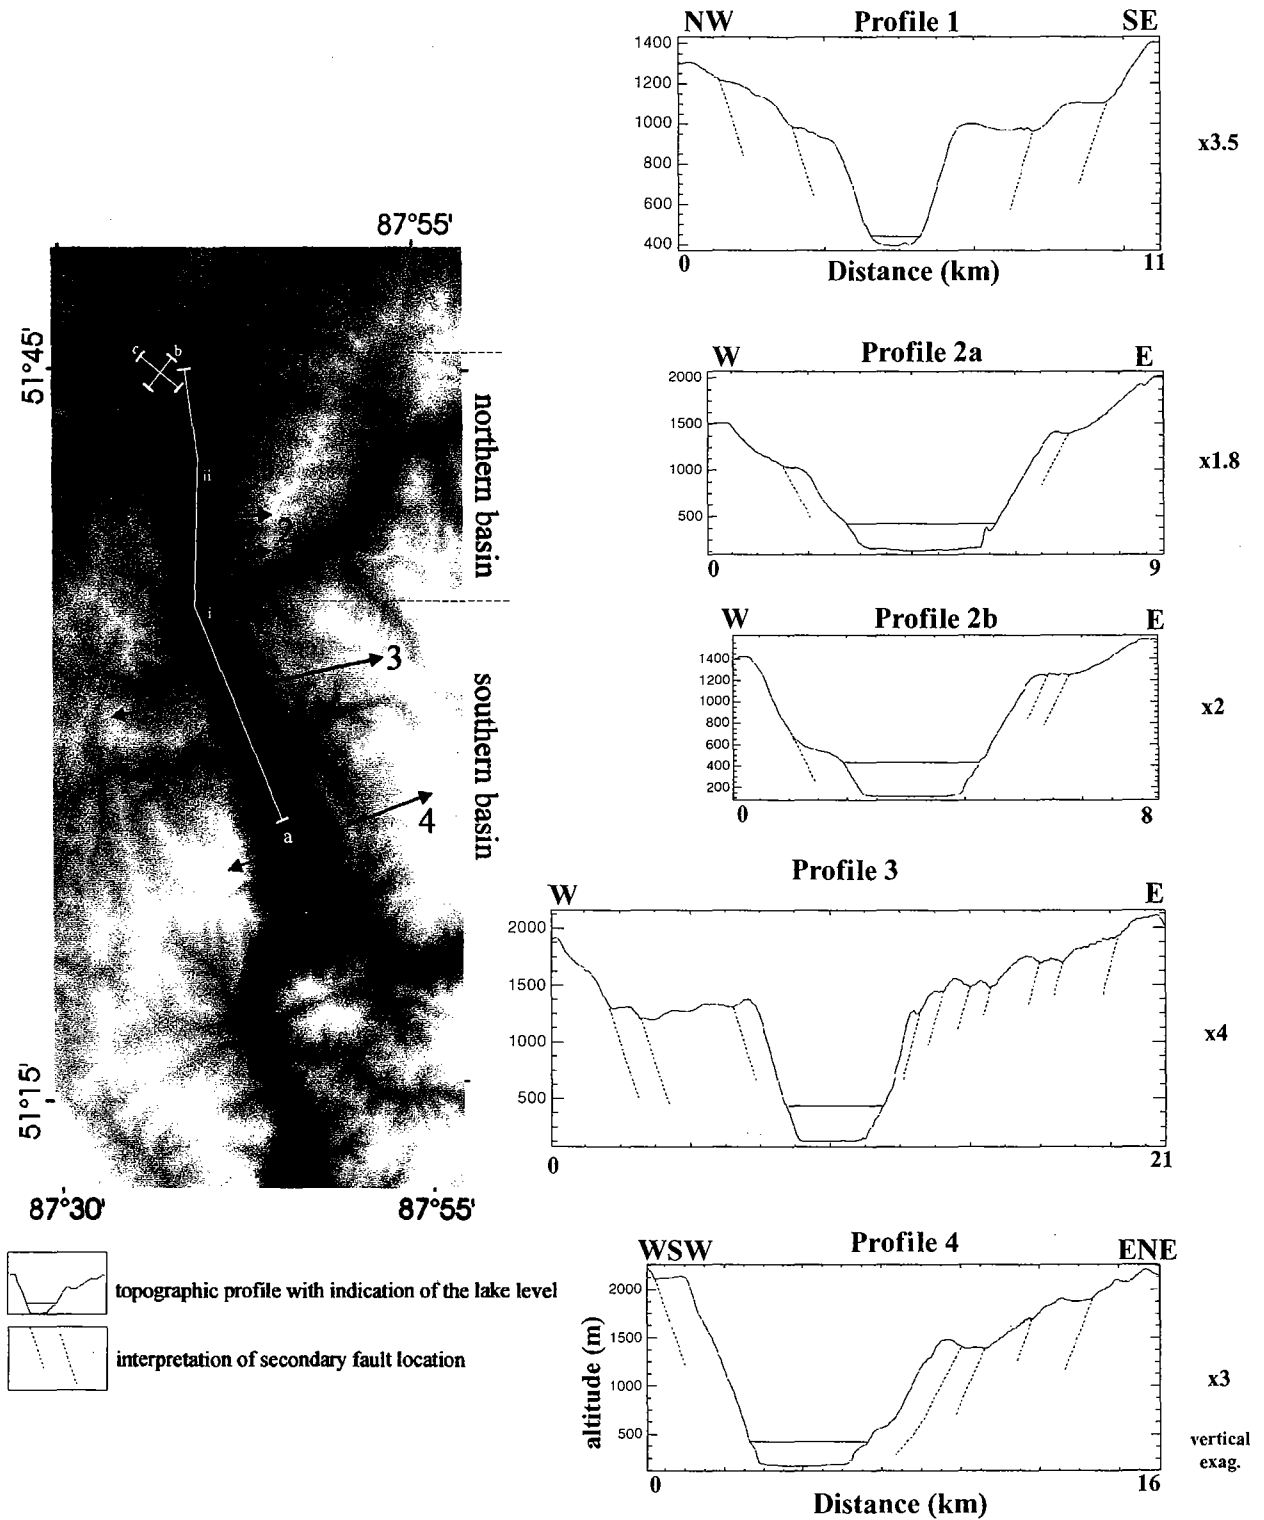 NW Profile 1 SE
1400
1200
1000
800
600
400
x3.5
0 11
Distance (km)
87°55'
51°45'
c b
ii
i
a
2
3
4
northern basin
southern basin
51°15'
87°30' 87°55'
W Profile 2a E
2000
1500
1000
500
x1.8
0 9
W Profile 2b E
1400
1200
1000
800
600
400
200
x2
0 8
Profile 3
W E
2000
1500
1000
500
x4
0 21
WSW Profile 4 ENE
2000
1500
1000
500
altitude (m)
x3
vertical
exag.
0 16
Distance (km)
topographic profile with indication of the lake level
interpretation of secondary fault location